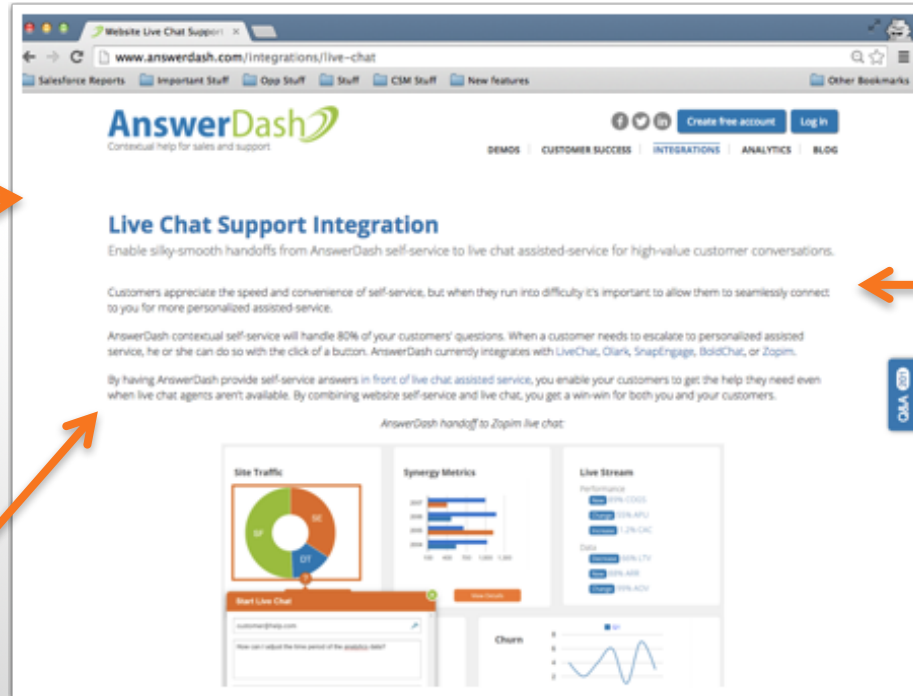 Website Live Chat Support
www.answerdash.com/integrations/live-chat
Salesforce Reports Important Stuff Opp Stuff Stuff CSM Stuff New features Other Bookmarks
AnswerDash
Contextual help for sales and support
Create free account Log in
DEMOS CUSTOMER SUCCESS INTEGRATIONS ANALYTICS BLOG
Live Chat Support Integration
Enable silky-smooth handoffs from AnswerDash self-service to live chat assisted-service for high-value customer conversations.
Customers appreciate the speed and convenience of self-service, but when they run into difficulty it's important to allow them to seamlessly connect
to you for more personalized assisted-service.
AnswerDash contextual self-service will handle 80% of your customers' questions. When a customer needs to escalate to personalized assisted
service, he or she can do so with the click of a button. AnswerDash currently integrates with LiveChat, Olark, SnapEngage, BoldChat, or Zopim.
By having AnswerDash provide self-service answers in front of live chat assisted service, you enable your customers to get the help they need even
when live chat agents aren't available. By combining website self-service and live chat, you get a win-win for both you and your customers.
Q&A 201
AnswerDash handoff to Zopim live chat:
Site Traffic Synergy Metrics Live Stream
Performance
SF SE DT
Data
View Details
Start Live Chat
customer@help.com
How can I adjust the time period of the analytics data?
Churn
8
6
4
2